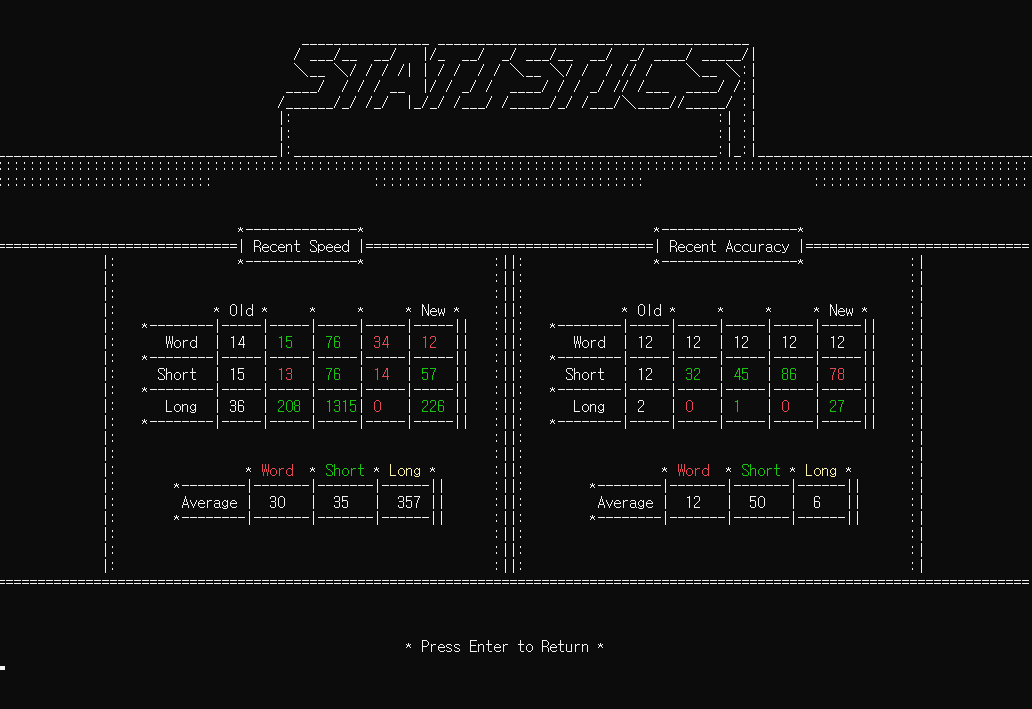 STATISTICS
Recent Speed
Old New
Word 14 15 76 34 12
Short 15 13 76 14 57
Long 36 208 1315 0 226
Word Short Long
Average 30 35 357
Recent Accuracy
Old New
Word 12 12 12 12 12
Short 12 32 45 86 78
Long 2 0 1 0 27
Word Short Long
Average 12 50 6
* Press Enter to Return *